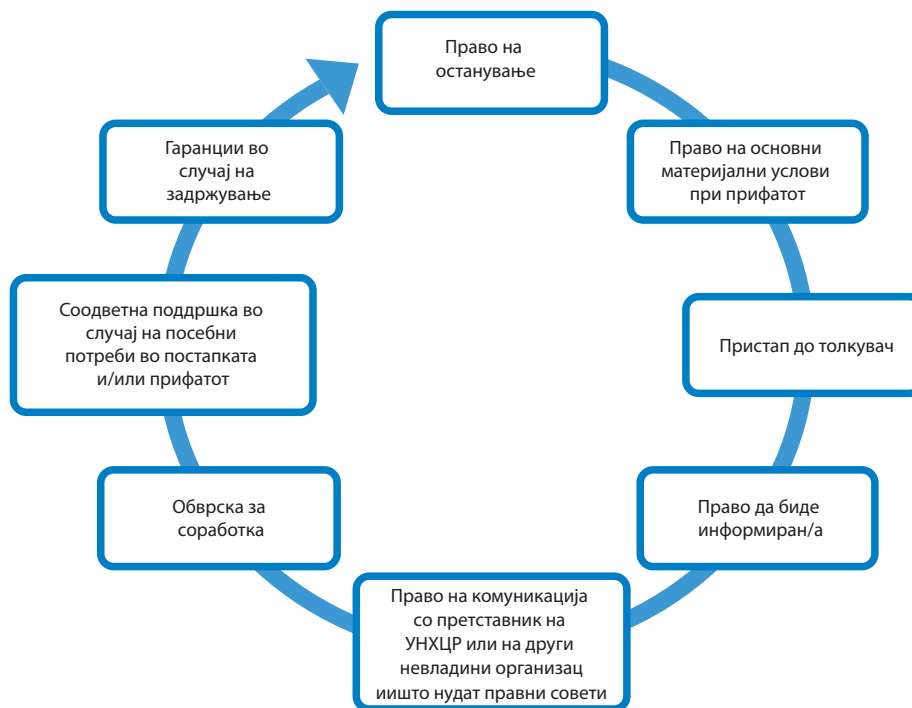 Право на
останување
Право на основни
материјални услови
при прифатот
Пристап до толкувач
Право да биде
информиран/а
Право на комуникација
со претставник на
УНХЦР или на други
невладини организац
иишто нудат правни совети
Обврска за
соработка
Соодветна поддршка во
случај на посебни
потреби во постапката
и/или прифатот
Гаранции во
случај на
задржување